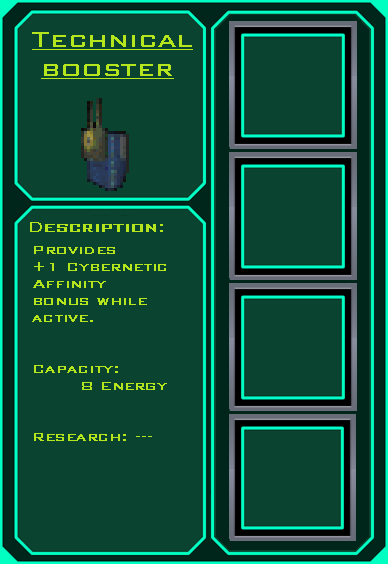 Technical
booster
Description:
Provides
+1 Cybernetic
Affinity
bonus while
active.
Capacity:
8 Energy
Research: ---